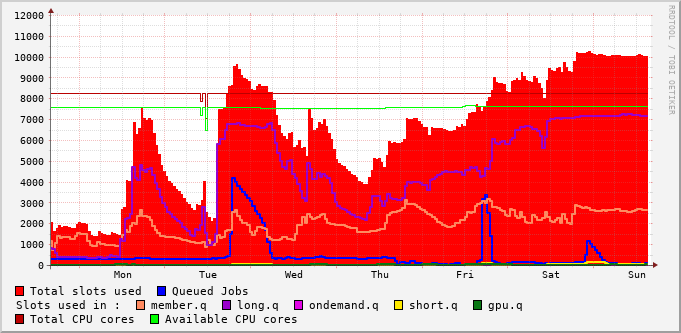 12000
11000
10000
9000
8000
7000
6000
5000
4000
3000
2000
1000
0
Mon Tue Wed Thu Fri Sat Sun
RRDTOOL / TOBI OETIKER
Total slots used Queued Jobs
Slots used in : member.q long.q ondemand.q short.q gpu.q
Total CPU cores Available CPU cores